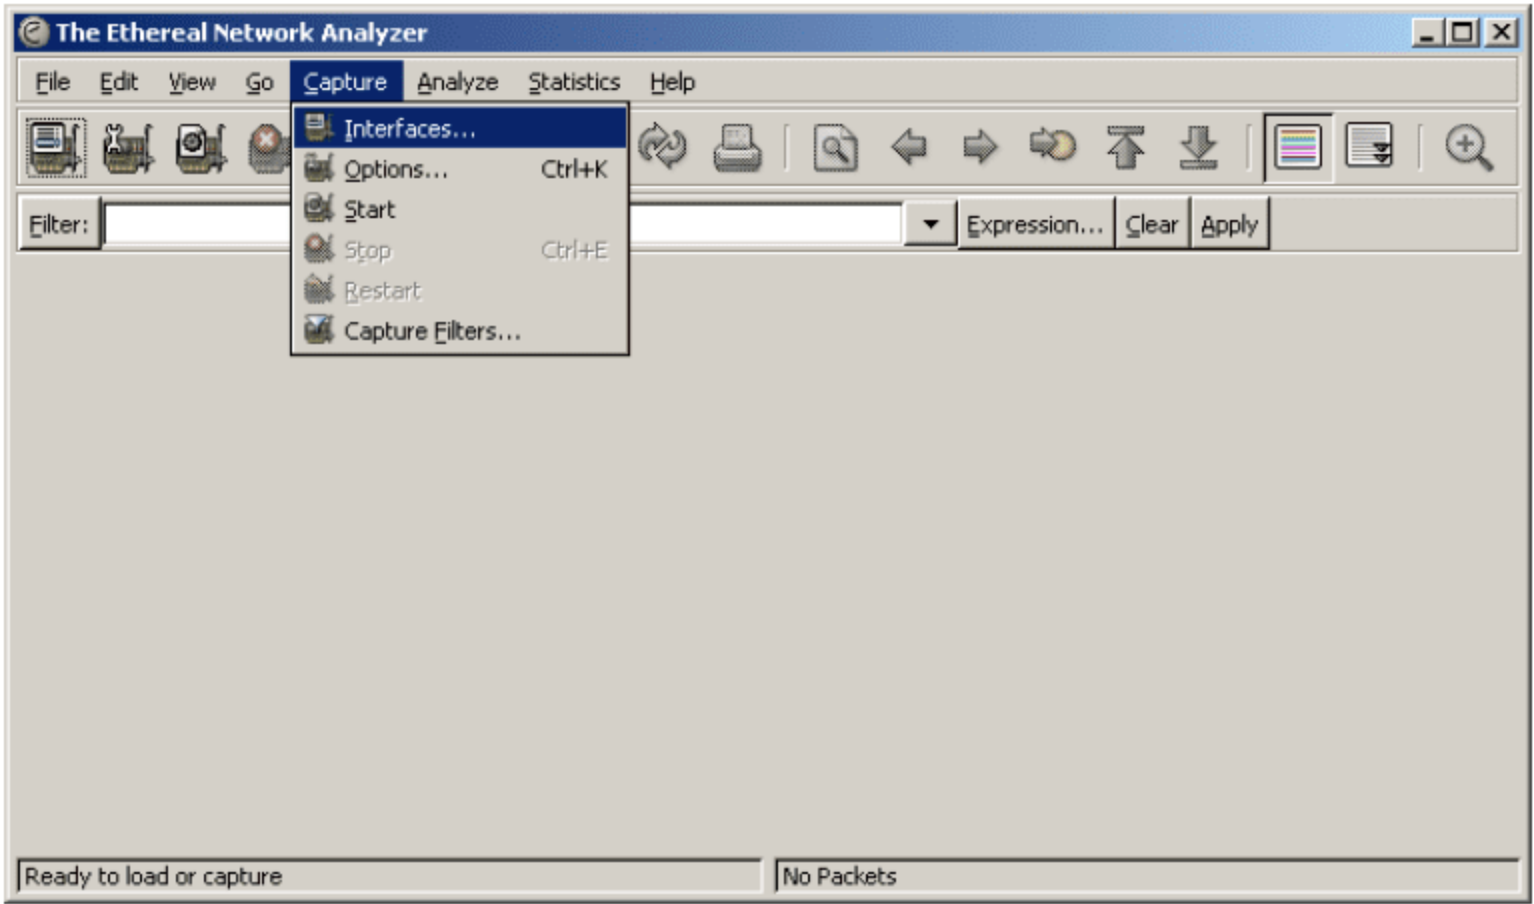 The Ethereal Network Analyzer
File Edit View Go Capture Analyze Statistics Help
Interfaces...
Options... Ctrl+K
Start
Filter: Expression... Clear Apply
Stop Ctrl+E
Restart
Capture Filters...
Ready to load or capture No Packets